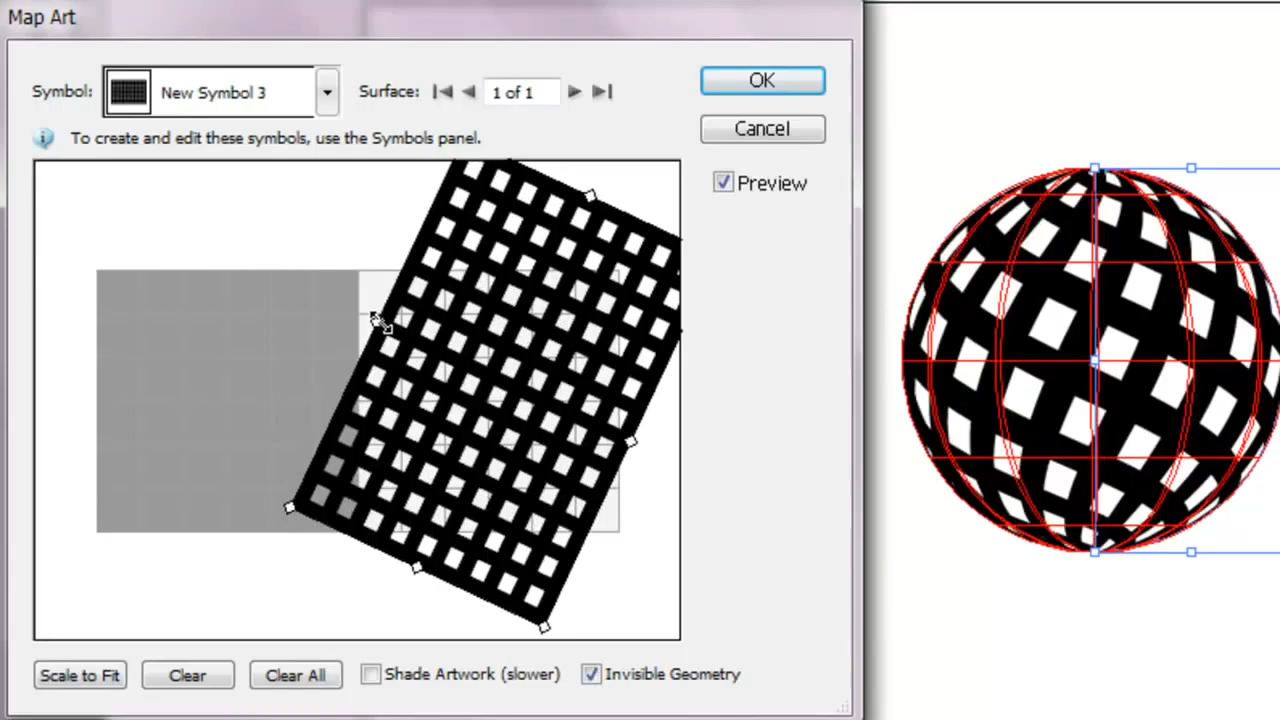 Map Art
Symbol: New Symbol 3 Surface: 1 of 1
OK
To create and edit these symbols, use the Symbols panel.
Cancel
Preview
Scale to Fit Clear Clear All Shade Artwork (slower) Invisible Geometry